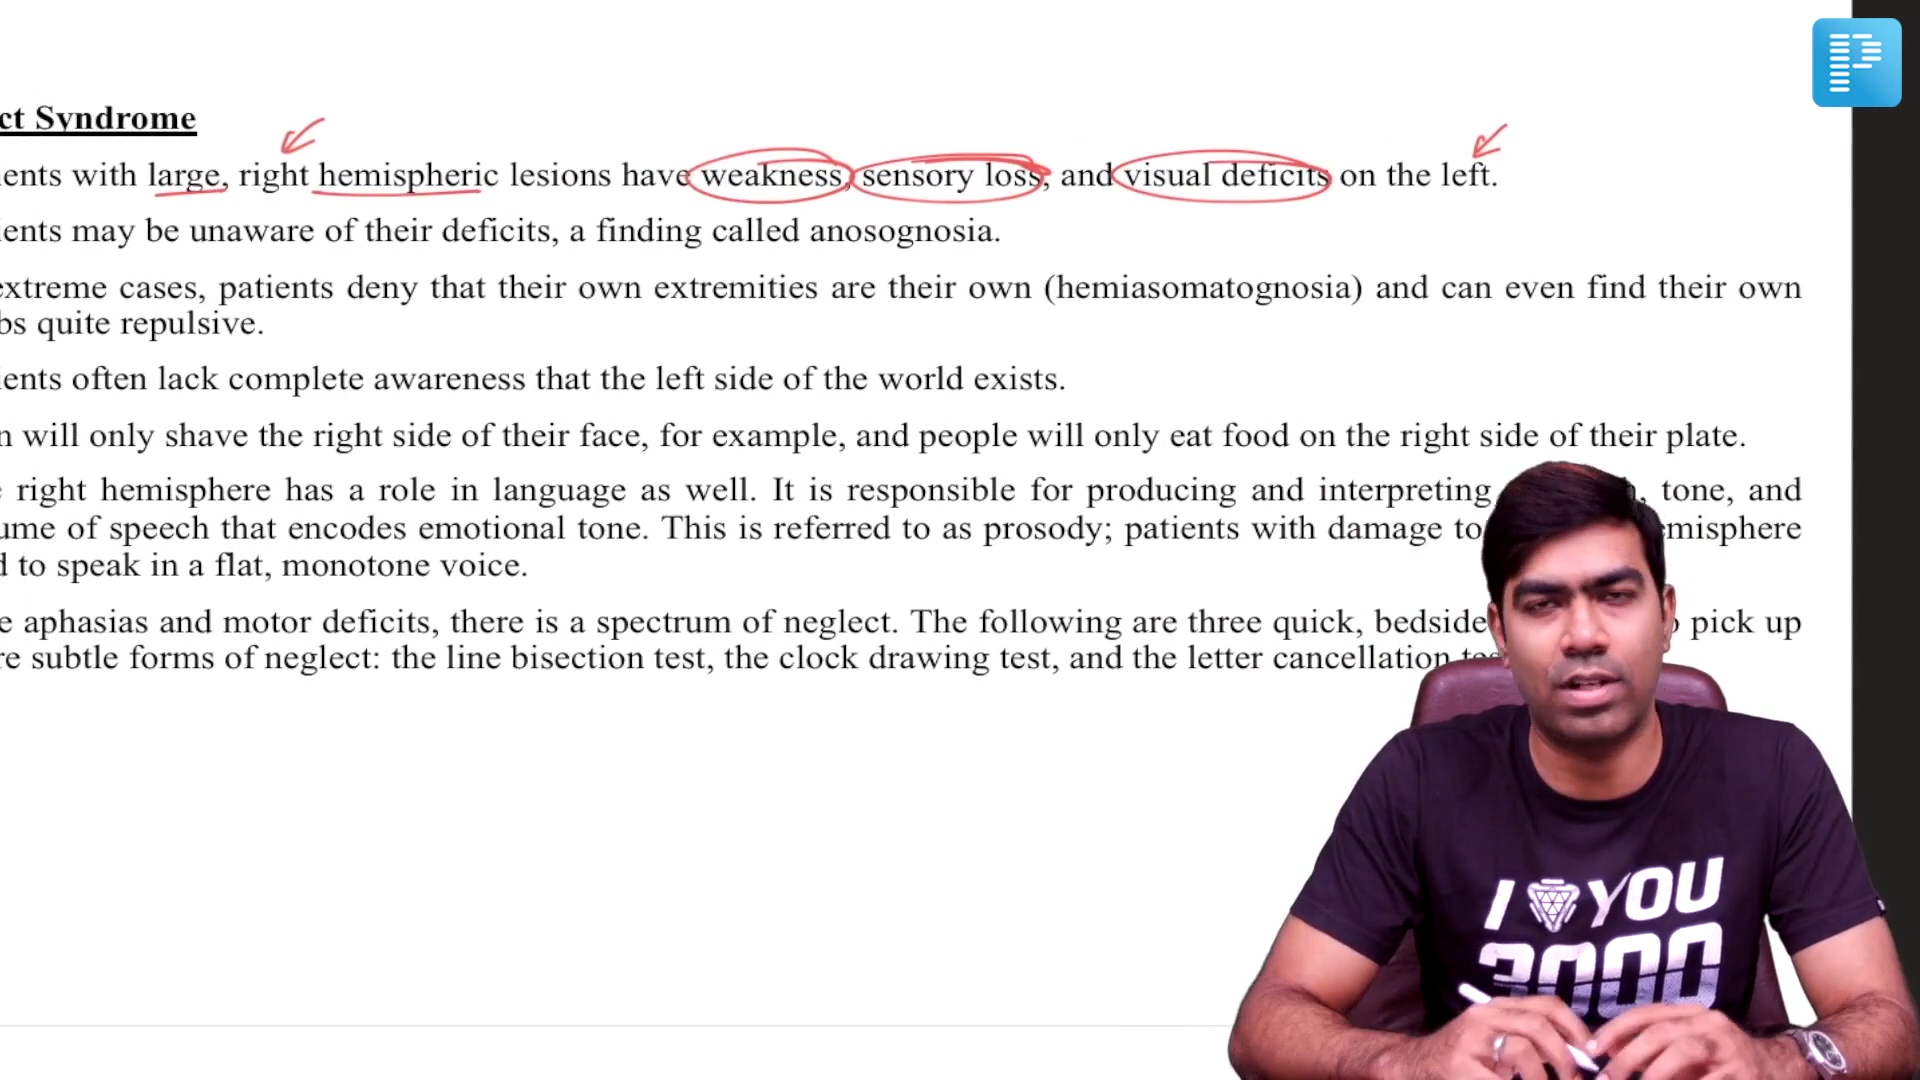 ct Syndrome
ents with large, right hemispheric lesions have weakness, sensory loss, and visual deficits on the left.
ients may be unaware of their deficits, a finding called anosognosia.
extreme cases, patients deny that their own extremities are their own (hemiasomatognosia) and can even find their own
bs quite repulsive.
ients often lack complete awareness that the left side of the world exists.
n will only shave the right side of their face, for example, and people will only eat food on the right side of their plate.
right hemisphere has a role in language as well. It is responsible for producing and interpreting tone, and
ume of speech that encodes emotional tone. This is referred to as prosody; patients with damage to emisphere
d to speak in a flat, monotone voice.
e aphasias and motor deficits, there is a spectrum of neglect. The following are three quick, bedside pick up
re subtle forms of neglect: the line bisection test, the clock drawing test, and the letter cancellation
I YOU
3000